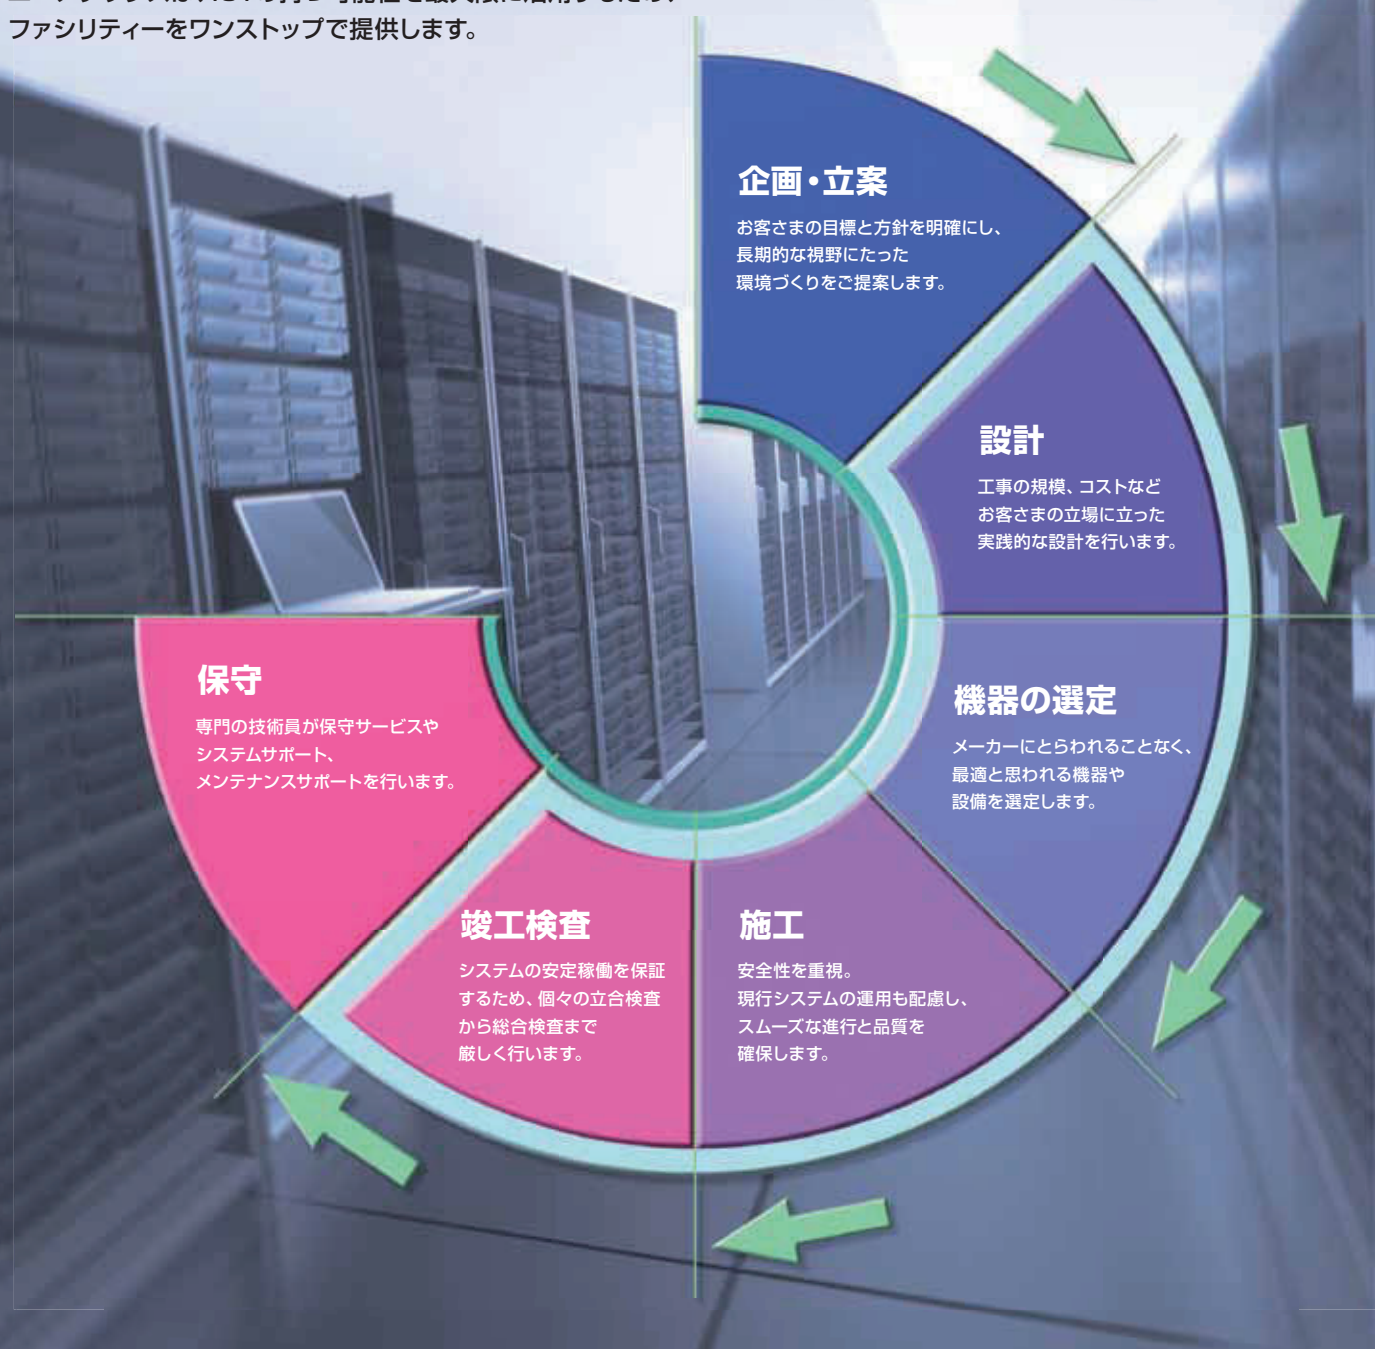 ファシリティーをワンストップで提供します。
企画・立案
お客さまの目標と方針を明確にし、
長期的な視野にたった
環境づくりをご提案します。
設計
工事の規模、コストなど
お客さまの立場に立った
実践的な設計を行います。
機器の選定
メーカーにとらわれることなく、
最適と思われる機器や
設備を選定します。
施工
安全性を重視。
現行システムの運用も配慮し、
スムーズな進行と品質を
確保します。
竣工検査
システムの安定稼働を保証
するため、個々の立合検査
から総合検査まで
厳しく行います。
保守
専門の技術員が保守サービスや
システムサポート、
メンテナンスサポートを行います。